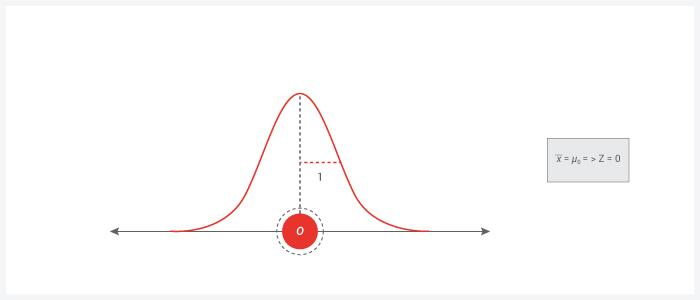 x̅ = μ₀ = > Z = 0
1
0